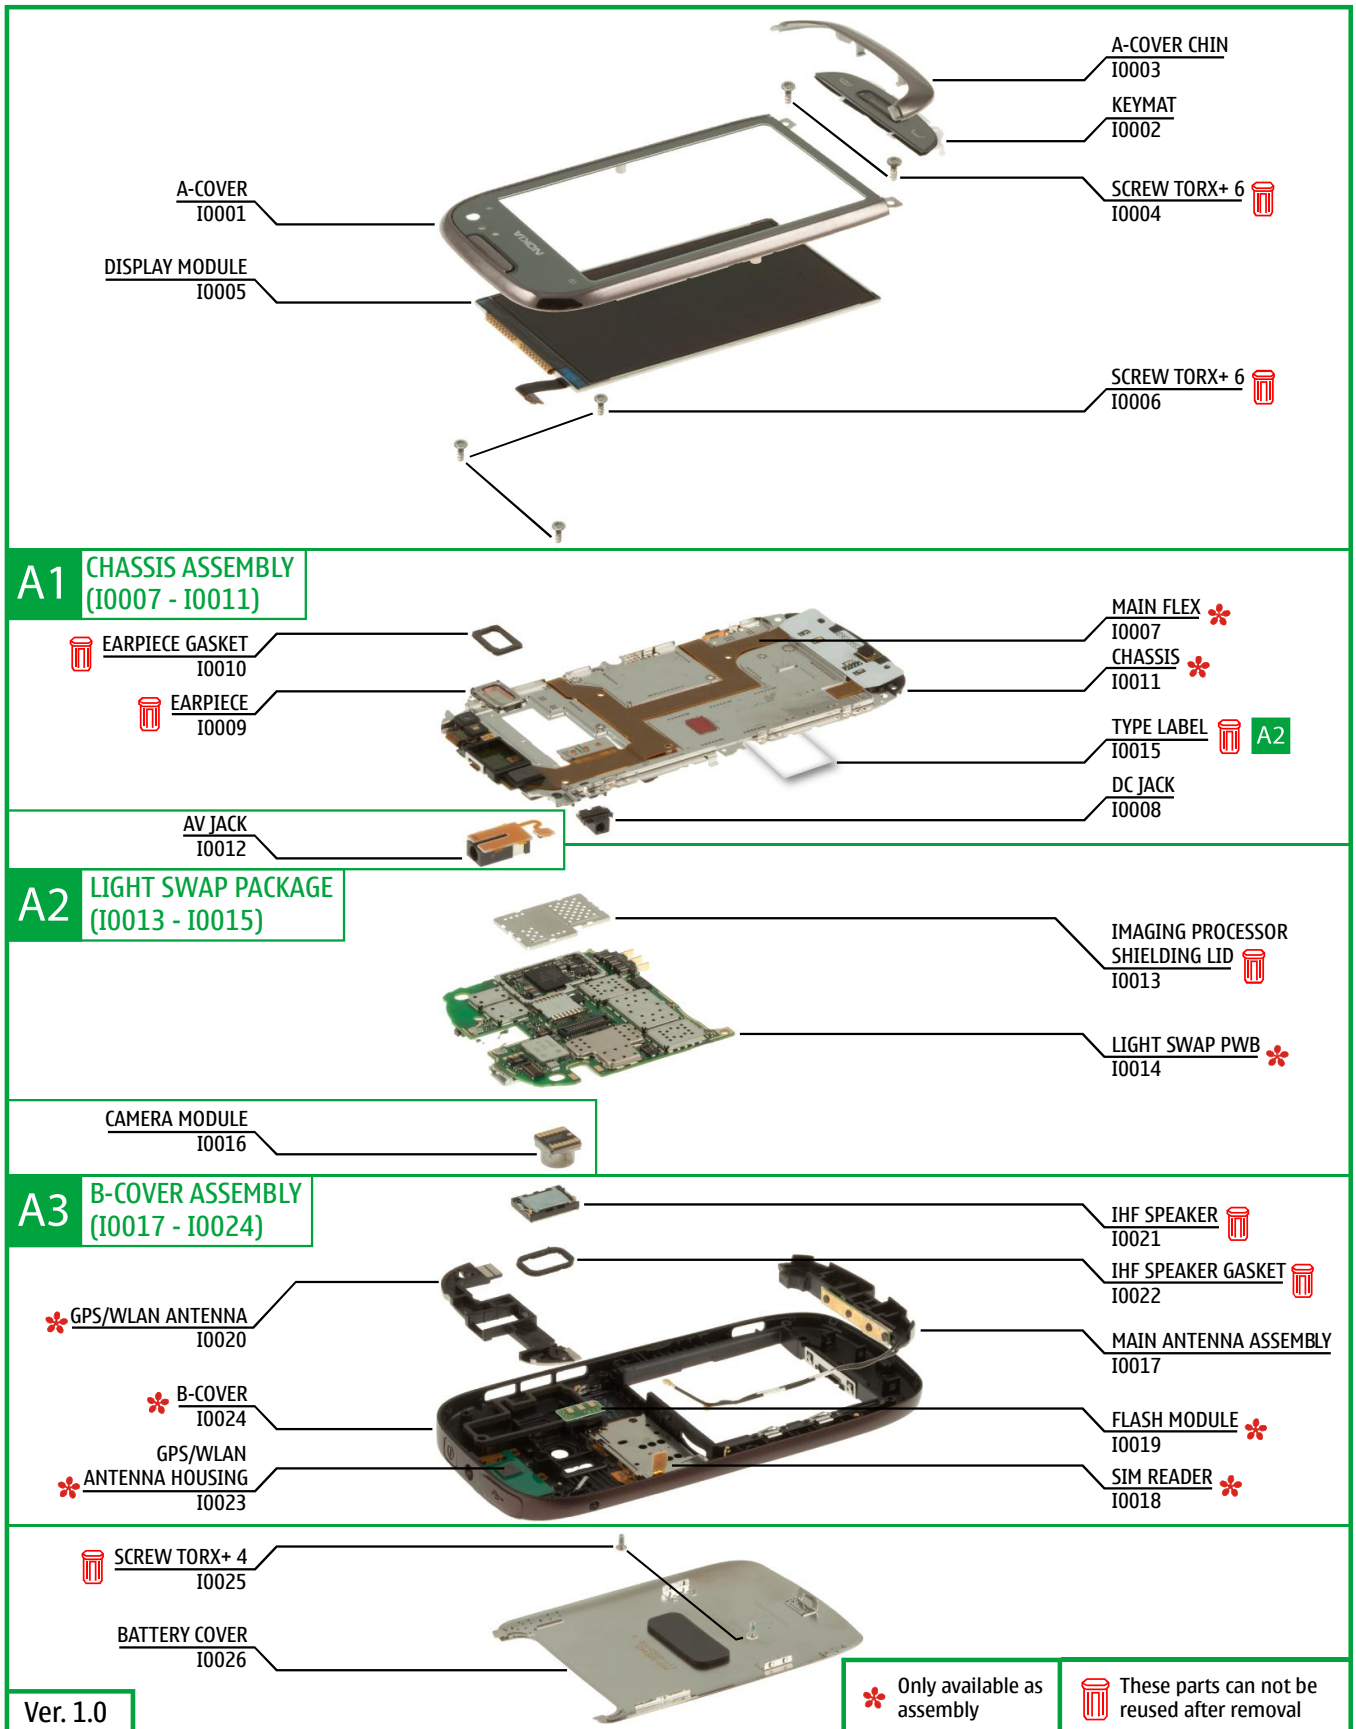 A-COVER CHIN
I0003
KEYMAT
I0002
A-COVER
I0001
SCREW TORX+ 6
I0004
NOKIA
DISPLAY MODULE
I0005
SCREW TORX+ 6
I0006
A1
CHASSIS ASSEMBLY
(I0007 - I0011)
MAIN FLEX
I0007
EARPIECE GASKET
I0010
CHASSIS
I0011
EARPIECE
I0009
TYPE LABEL
I0015
A2
DC JACK
I0008
AV JACK
I0012
A2
LIGHT SWAP PACKAGE
(I0013 - I0015)
IMAGING PROCESSOR
SHIELDING LID
I0013
LIGHT SWAP PWB
I0014
CAMERA MODULE
I0016
A3
B-COVER ASSEMBLY
(I0017 - I0024)
IHF SPEAKER
I0021
IHF SPEAKER GASKET
I0022
GPS/WLAN ANTENNA
I0020
MAIN ANTENNA ASSEMBLY
I0017
B-COVER
I0024
FLASH MODULE
I0019
GPS/WLAN
ANTENNA HOUSING
I0023
SIM READER
I0018
SCREW TORX+ 4
I0025
BATTERY COVER
I0026
Ver. 1.0
Only available as
assembly
These parts can not be
reused after removal